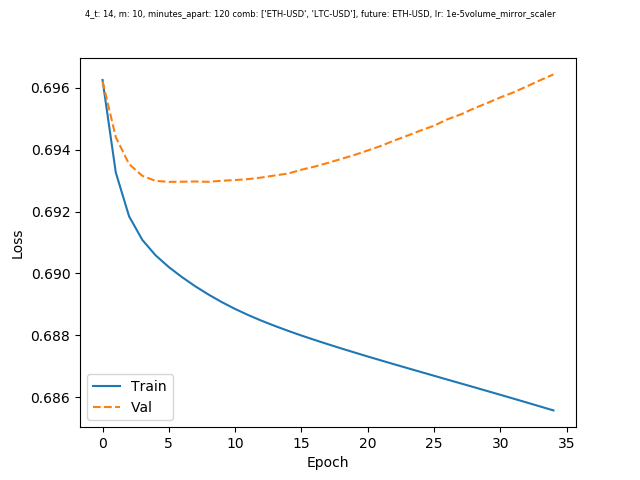 4_t: 14, m: 10, minutes_apart: 120 comb: ['ETH-USD', 'LTC-USD'], future: ETH-USD, lr: 1e-5volume_mirror_scaler
0.696
0.694
0.692
0.690
0.688
0.686
Loss
Train
Val
0 5 10 15 20 25 30 35
Epoch